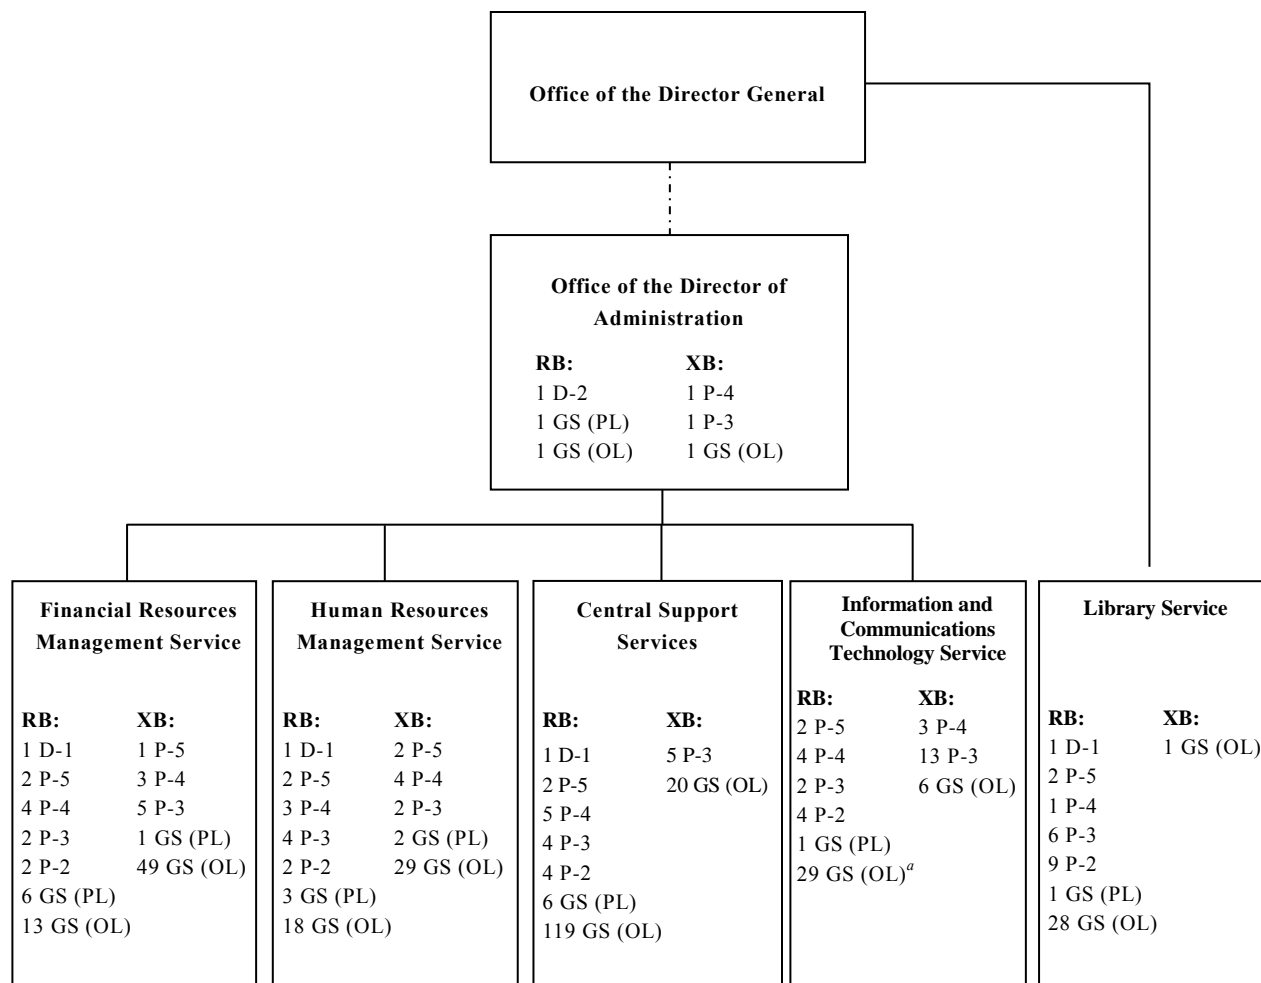 Office of the Director General
Office of the Director of
Administration
RB: XB:
1 D-2 1 P-4
1 GS (PL) 1 P-3
1 GS (OL) 1 GS (OL)
Financial Resources
Management Service
RB: XB:
1 D-1 1 P-5
2 P-5 3 P-4
4 P-4 5 P-3
2 P-3 1 GS (PL)
2 P-2 49 GS (OL)
6 GS (PL)
13 GS (OL)
Human Resources
Management Service
RB: XB:
1 D-1 2 P-5
2 P-5 4 P-4
3 P-4 2 P-3
4 P-3 2 GS (PL)
2 P-2 29 GS (OL)
3 GS (PL)
18 GS (OL)
Central Support
Services
RB: XB:
1 D-1 5 P-3
2 P-5 20 GS (OL)
5 P-4
4 P-3
4 P-2
6 GS (PL)
119 GS (OL)
Information and
Communications
Technology Service
RB: XB:
2 P-5 3 P-4
4 P-4 13 P-3
2 P-3 6 GS (OL)
4 P-2
1 GS (PL)
29 GS (OL)a
Library Service
RB: XB:
1 D-1 1 GS (OL)
2 P-5
1 P-4
6 P-3
9 P-2
1 GS (PL)
28 GS (OL)